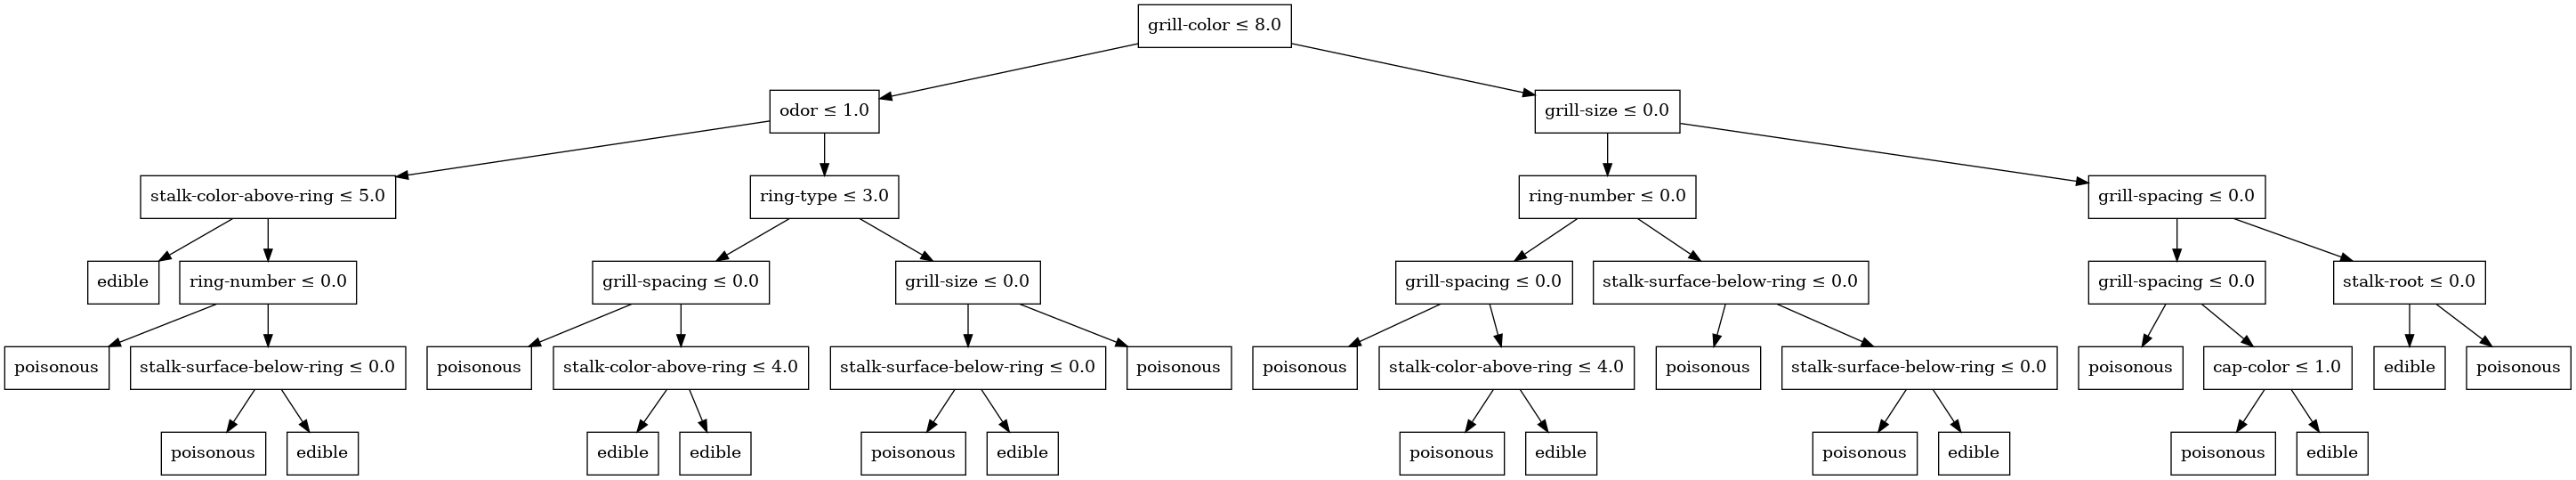 grill-color ≤ 8.0
odor ≤ 1.0
grill-size ≤ 0.0
stalk-color-above-ring ≤ 5.0
ring-type ≤ 3.0
ring-number ≤ 0.0
grill-spacing ≤ 0.0
edible
ring-number ≤ 0.0
grill-spacing ≤ 0.0
grill-size ≤ 0.0
grill-spacing ≤ 0.0
stalk-surface-below-ring ≤ 0.0
grill-spacing ≤ 0.0
stalk-root ≤ 0.0
poisonous
stalk-surface-below-ring ≤ 0.0
poisonous
stalk-color-above-ring ≤ 4.0
stalk-surface-below-ring ≤ 0.0
poisonous
poisonous
stalk-color-above-ring ≤ 4.0
poisonous
stalk-surface-below-ring ≤ 0.0
poisonous
cap-color ≤ 1.0
edible
poisonous
poisonous
edible
edible
edible
poisonous
edible
poisonous
edible
poisonous
edible
poisonous
edible